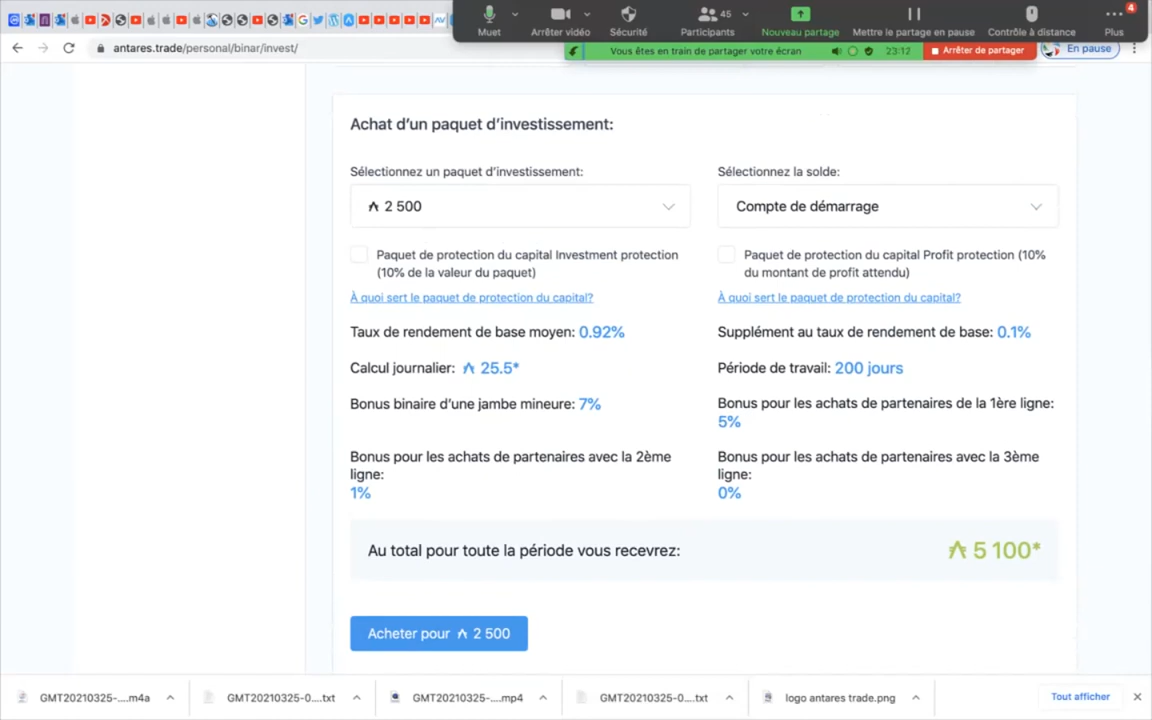 45
4
Muet
Arrêter vidéo
Sécurité
Participants
Nouveau partage
Mettre le partage en pause
Contrôle à distance
Plus
antares.trade/personal/binar/invest/
Vous êtes en train de partager votre écran
23:12
Arrêter de partager
En pause
Achat d'un paquet d'investissement:
Sélectionnez un paquet d'investissement:
Sélectionnez la solde:
2 500
Compte de démarrage
Paquet de protection du capital Investment protection
(10% de la valeur du paquet)
Paquet de protection du capital Profit protection (10%
du montant de profit attendu)
À quoi sert le paquet de protection du capital?
À quoi sert le paquet de protection du capital?
Taux de rendement de base moyen: 0.92%
Supplément au taux de rendement de base: 0.1%
Calcul journalier: 25.5*
Période de travail: 200 jours
Bonus binaire d'une jambe mineure: 7%
Bonus pour les achats de partenaires de la 1ère ligne:
5%
Bonus pour les achats de partenaires avec la 2ème
ligne:
1%
Bonus pour les achats de partenaires avec la 3ème
ligne:
0%
Au total pour toute la période vous recevrez:
5 100*
Acheter pour 2 500
GMT20210325-....m4a
GMT20210325-0....txt
GMT20210325-....mp4
GMT20210325-0....txt
logo antares trade.png
Tout afficher